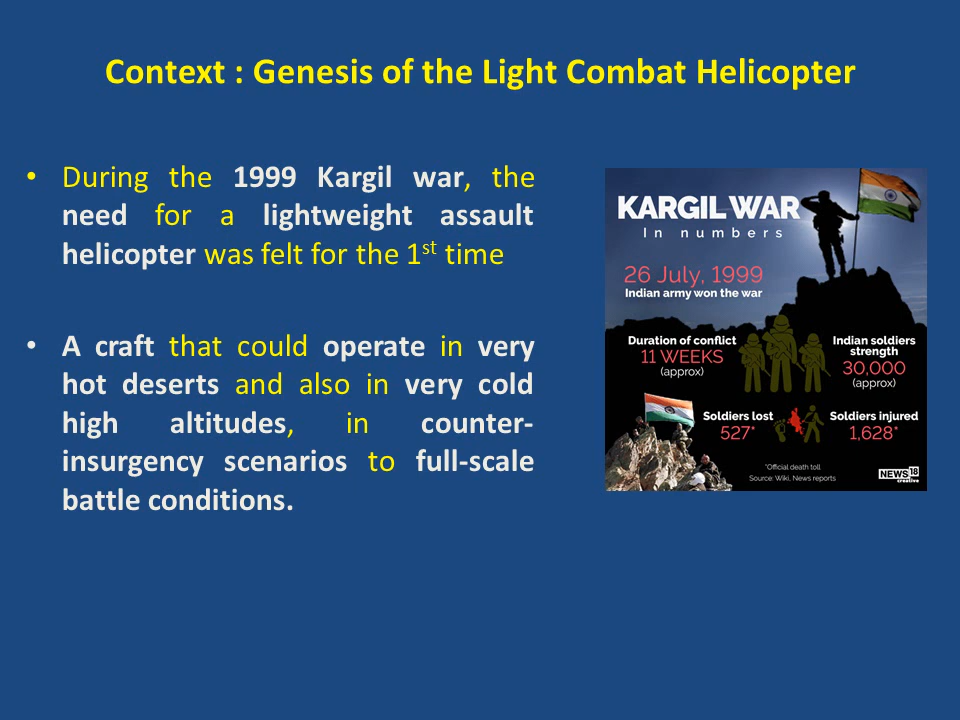 Context : Genesis of the Light Combat Helicopter
• During the 1999 Kargil war, the
need for a lightweight assault
helicopter was felt for the 1st time
• A craft that could operate in very
hot deserts and also in very cold
high altitudes, in counter-
insurgency scenarios to full-scale
battle conditions.
KARGIL WAR
In numbers
26 July, 1999
Indian army won the war
Duration of conflict
11 WEEKS
(approx)
Indian soldiers
strength
30,000
(approx)
Soldiers lost
527*
Soldiers injured
1,628*
*Official death toll
Source: Wiki, News reports
NEWS18
creative